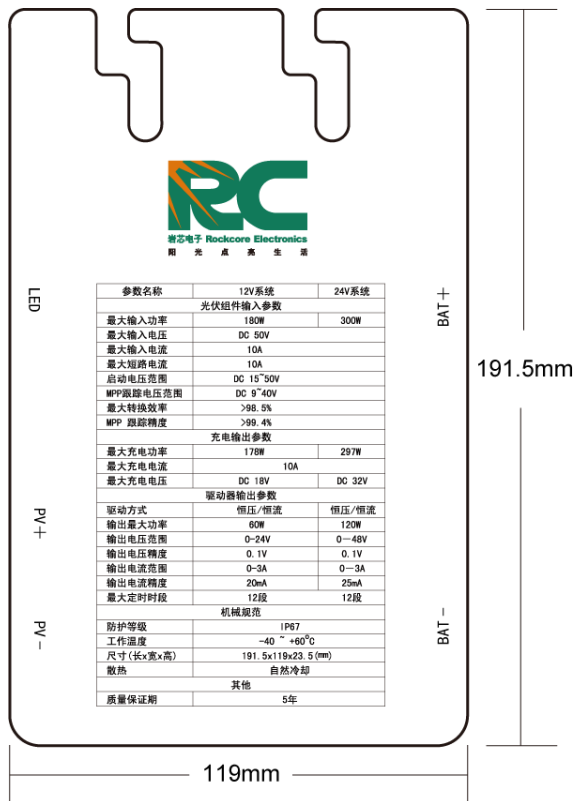 RC
岩芯电子 Rockcore Electronics
阳 光 点 亮 生 活
LED
PV+
PV-
BAT+
BAT-
参数名称 12V系统 24V系统
光伏组件输入参数
最大输入功率 180W 300W
最大输入电压 DC 50V
最大输入电流 10A
最大短路电流 10A
启动电压范围 DC 15~50V
MPP跟踪电压范围 DC 9~40V
最大转换效率 >98.5%
MPP 跟踪精度 >99.4%
充电输出参数
最大充电功率 178W 297W
最大充电电流 10A
最大充电电压 DC 18V DC 32V
驱动器输出参数
驱动方式 恒压/恒流 恒压/恒流
输出最大功率 60W 120W
输出电压范围 0-24V 0-48V
输出电压精度 0.1V 0.1V
输出电流范围 0-3A 0-3A
输出电流精度 20mA 25mA
最大定时时段 12段 12段
机械规范
防护等级 IP67
工作温度 -40 ~ +60°C
尺寸(长x宽x高) 191.5x119x23.5(mm)
散热 自然冷却
其他
质量保证期 5年
191.5mm
119mm